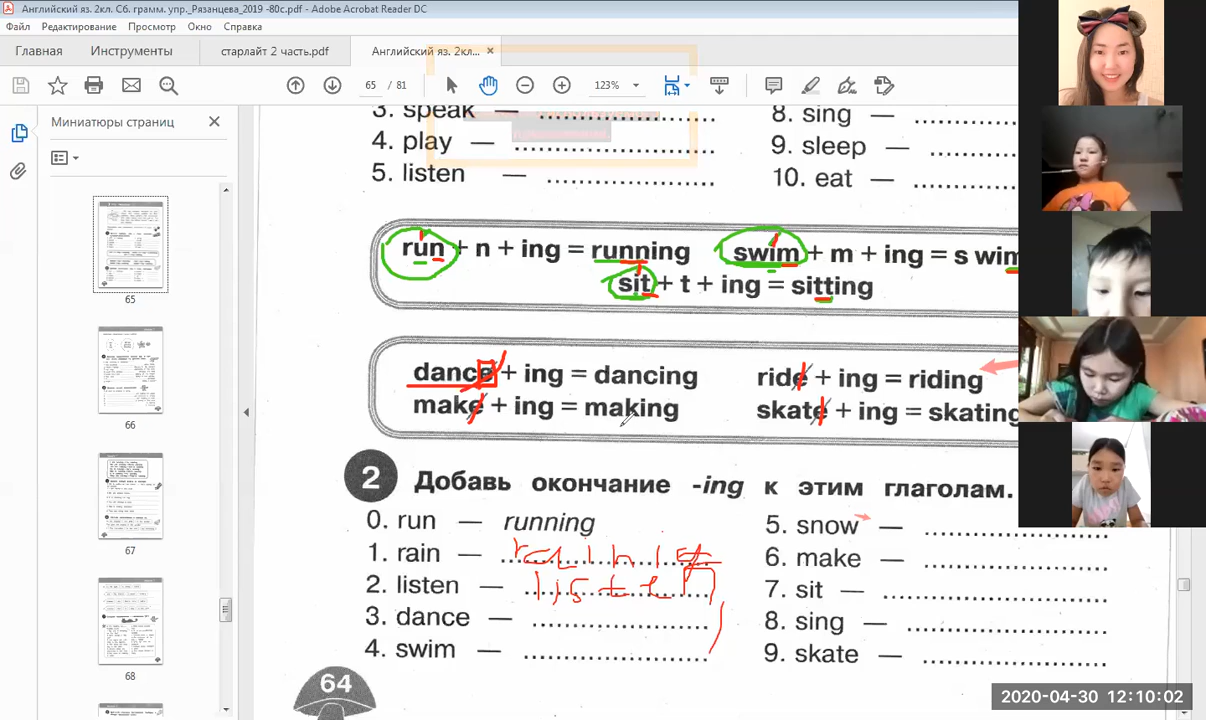 Английский яз. 2кл. Сб. грамм. упр._Рязанцева_2019 -80с.pdf - Adobe Acrobat Reader DC
Файл Редактирование Просмотр Окно Справка
Главная Инструменты старлайт 2 часть.pdf Английский яз. 2кл... ×
65 / 81 123%
Миниатюры страниц
65
66
67
68
3. speak — ....................
4. play — ....................
5. listen — ....................
8. sing — ....................
9. sleep — ....................
10. eat — ....................
run + n + ing = running swim + m + ing = s wim
sit + t + ing = sitting
dance + ing = dancing ride + ing = riding
make + ing = making skate + ing = skating
2 Добавь окончание -ing к этим глаголам.
0. run — running
1. rain — ....................
2. listen — listen
3. dance — ....................
4. swim — ....................
5. snow — ....................
6. make — ....................
7. sit — ....................
8. sing — ....................
9. skate — ....................
64
2020-04-30 12:10:02